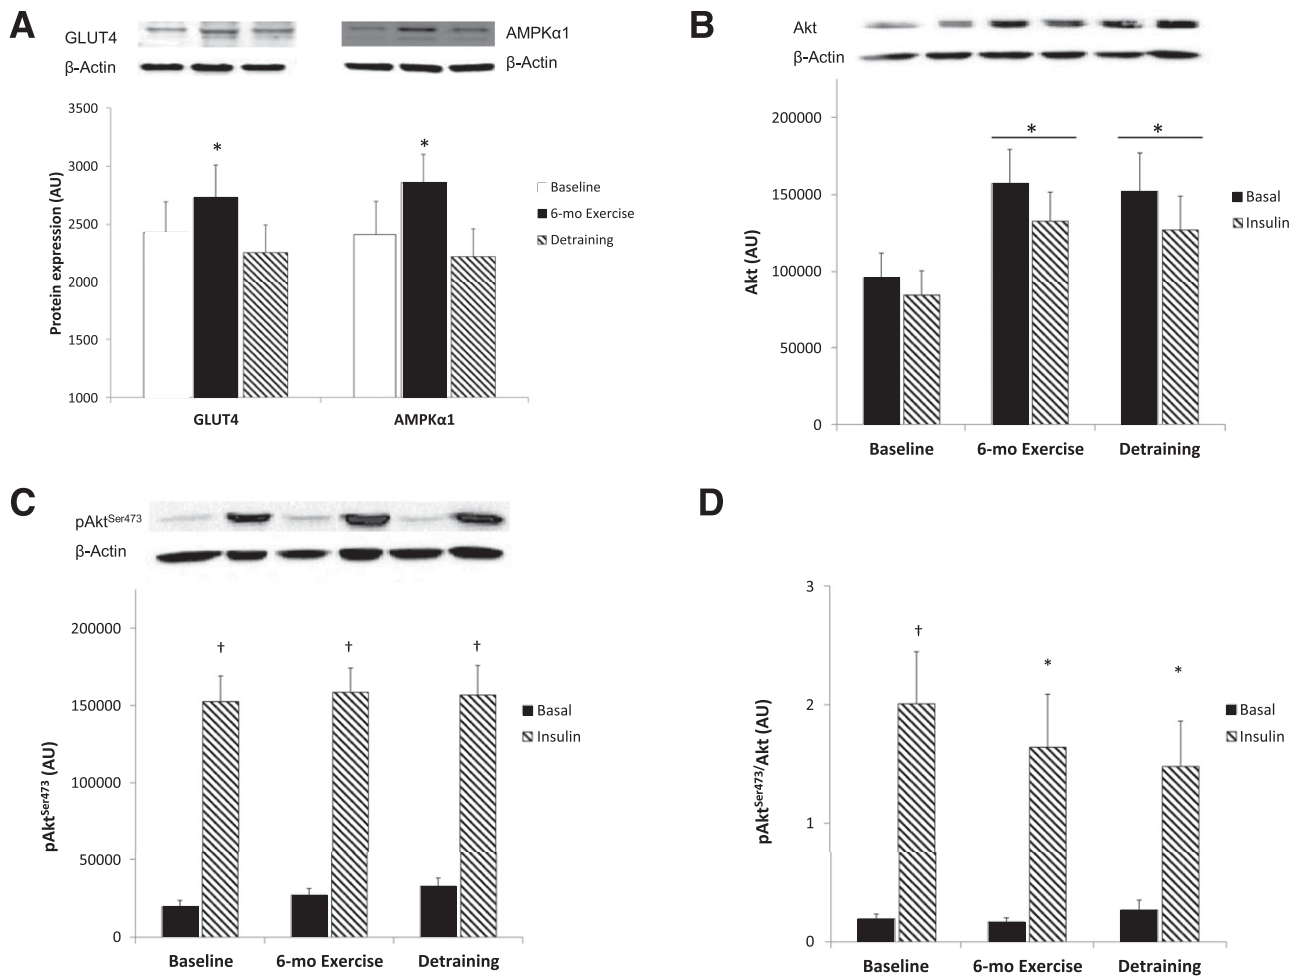 A
GLUT4
AMPKα1
β-Actin
β-Actin
3500
3000
2500
2000
1500
1000
Protein expression (AU)
*
*
Baseline
6-mo Exercise
Detraining
GLUT4
AMPKα1
B
Akt
β-Actin
200000
150000
100000
50000
0
Akt (AU)
*
*
Basal
Insulin
Baseline
6-mo Exercise
Detraining
C
pAktSer473
β-Actin
200000
150000
100000
50000
0
pAktSer473 (AU)
†
†
†
Basal
Insulin
Baseline
6-mo Exercise
Detraining
D
3
2
1
0
pAktSer473/Akt (AU)
†
*
*
Basal
Insulin
Baseline
6-mo Exercise
Detraining